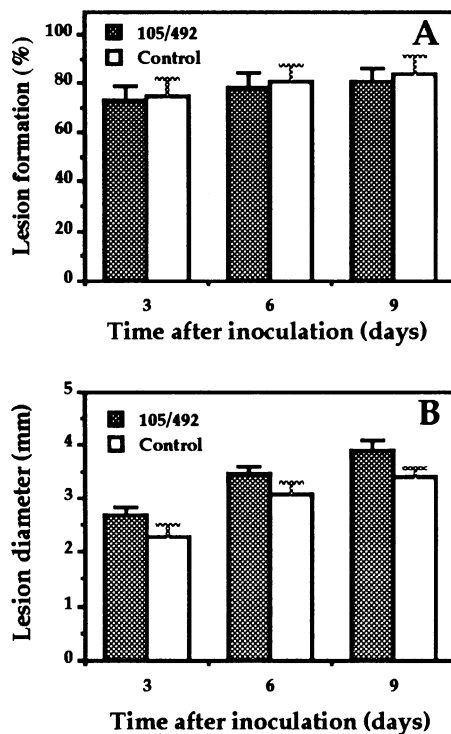 A
105/492
Control
Lesion formation (%)
100
80
60
40
20
0
3 6 9
Time after inoculation (days)
B
105/492
Control
Lesion diameter (mm)
5
4
3
2
1
0
3 6 9
Time after inoculation (days)